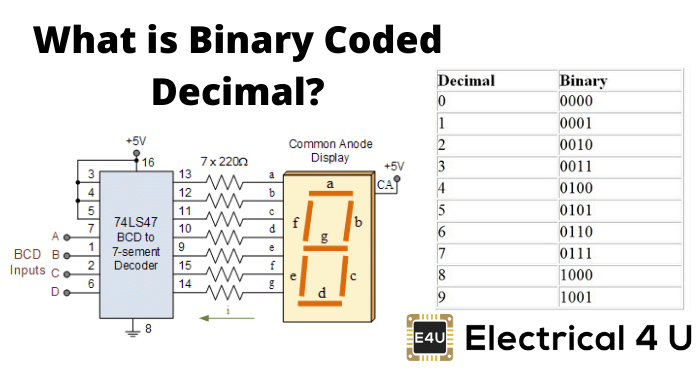 What is Binary Coded
Decimal?
+5V
16
7 x 220Ω
Common Anode
Display
+5V
CA
3
4
5
7
1
2
6
A
B
C
D
BCD
Inputs
74LS47
BCD to
7-sement
Decoder
13
12
11
10
9
15
14
a
b
c
d
e
f
g
a
f
b
g
e
c
d
i
8
Decimal Binary
0 0000
1 0001
2 0010
3 0011
4 0100
5 0101
6 0110
7 0111
8 1000
9 1001
E4U
Electrical 4 U